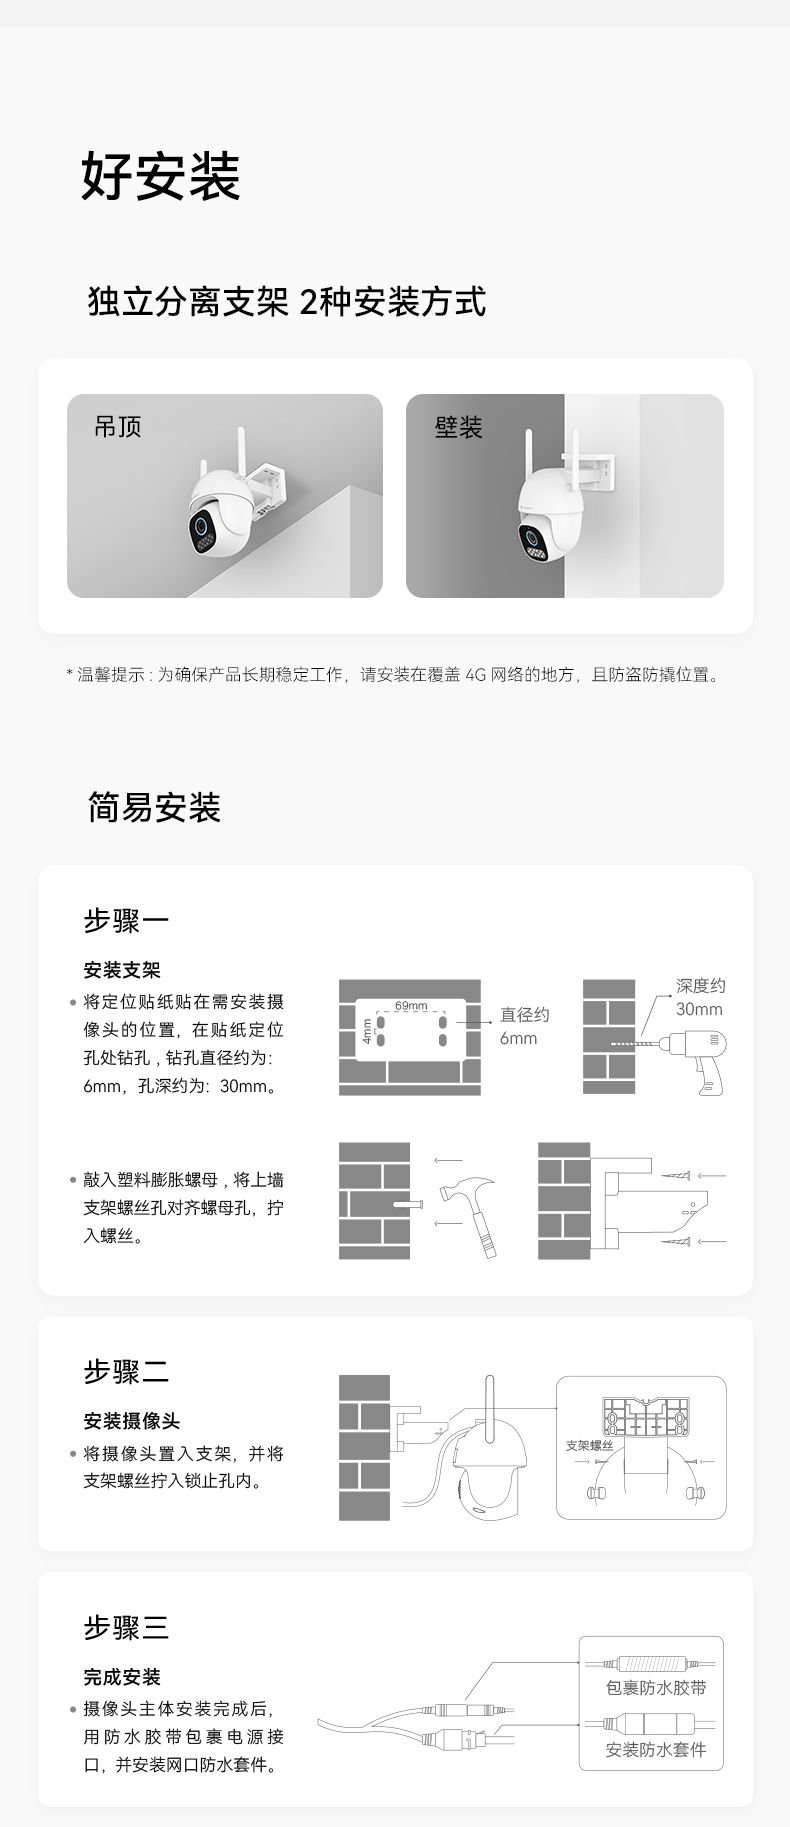 好安装
独立分离支架 2种安装方式
吊顶
壁装
* 温馨提示 : 为确保产品长期稳定工作，请安装在覆盖 4G 网络的地方，且防盗防撬位置。
简易安装
步骤一
安装支架
将定位贴纸贴在需安装摄
像头的位置，在贴纸定位
孔处钻孔 , 钻孔直径约为:
6mm，孔深约为: 30mm。
69mm
4mm
直径约
6mm
深度约
30mm
敲入塑料膨胀螺母 , 将上墙
支架螺丝孔对齐螺母孔，拧
入螺丝。
步骤二
安装摄像头
将摄像头置入支架，并将
支架螺丝拧入锁止孔内。
支架螺丝
步骤三
完成安装
摄像头主体安装完成后，
用防水胶带包裹电源接
口，并安装网口防水套件。
包裹防水胶带
安装防水套件